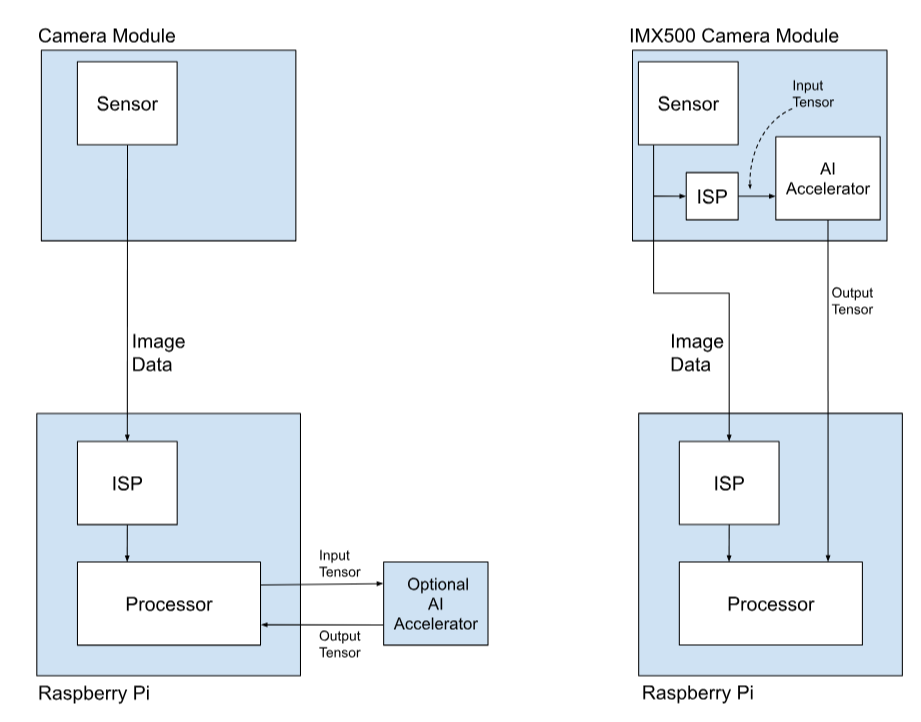 Camera Module
Sensor
Image
Data
ISP
Processor
Input
Tensor
Output
Tensor
Optional
AI
Accelerator
Raspberry Pi
IMX500 Camera Module
Sensor
Input
Tensor
ISP
AI
Accelerator
Output
Tensor
Image
Data
ISP
Processor
Raspberry Pi